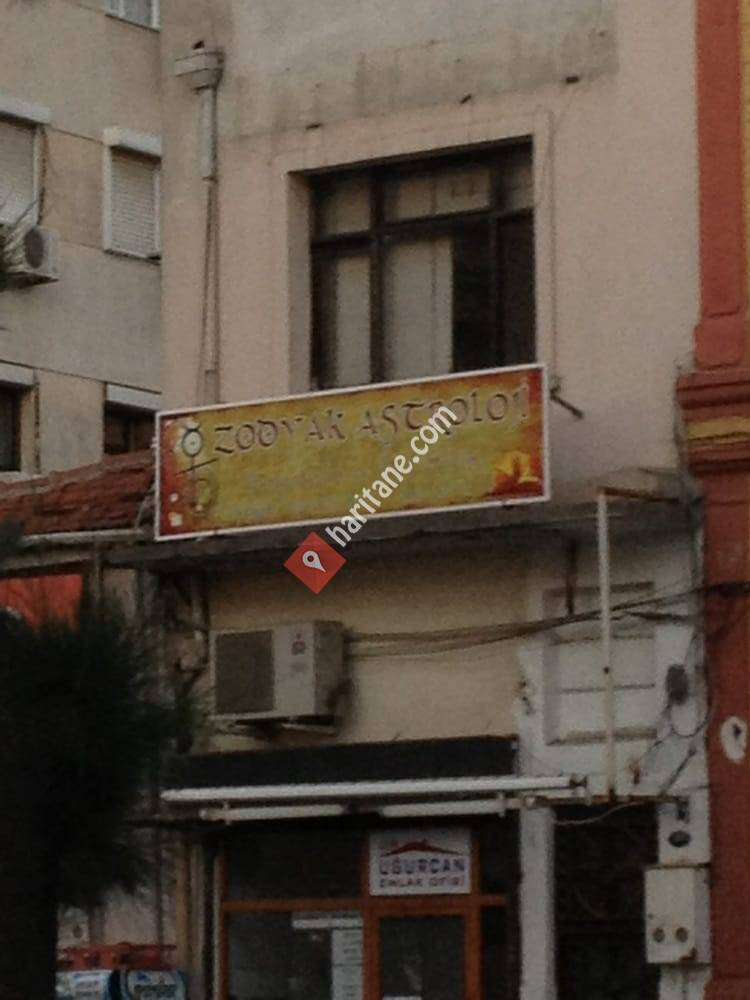 ZODYAK ASTROLOJİ
haritane.com
UĞURCAN
EMLAK OFİSİ